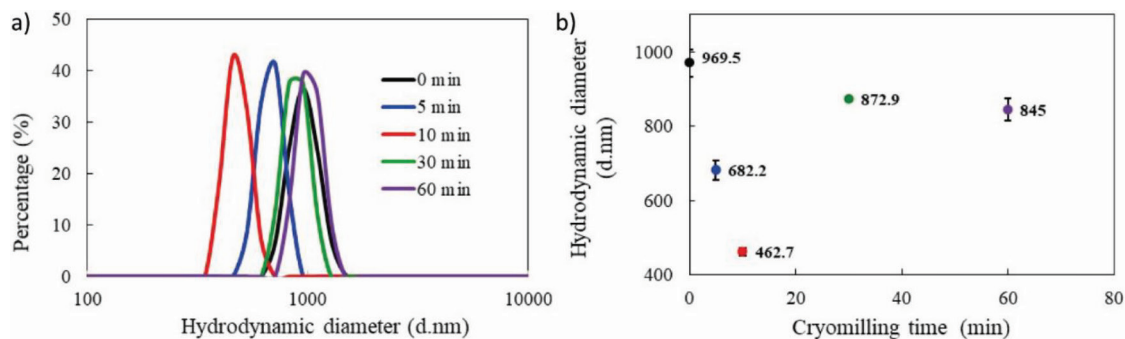 a)
50
40
30
20
10
0
Percentage (%)
100
1000
10000
Hydrodynamic diameter (d.nm)
0 min
5 min
10 min
30 min
60 min
b)
Hydrodynamic diameter
(d.nm)
1000
800
600
400
969.5
872.9
845
682.2
462.7
0
20
40
60
80
Cryomilling time (min)